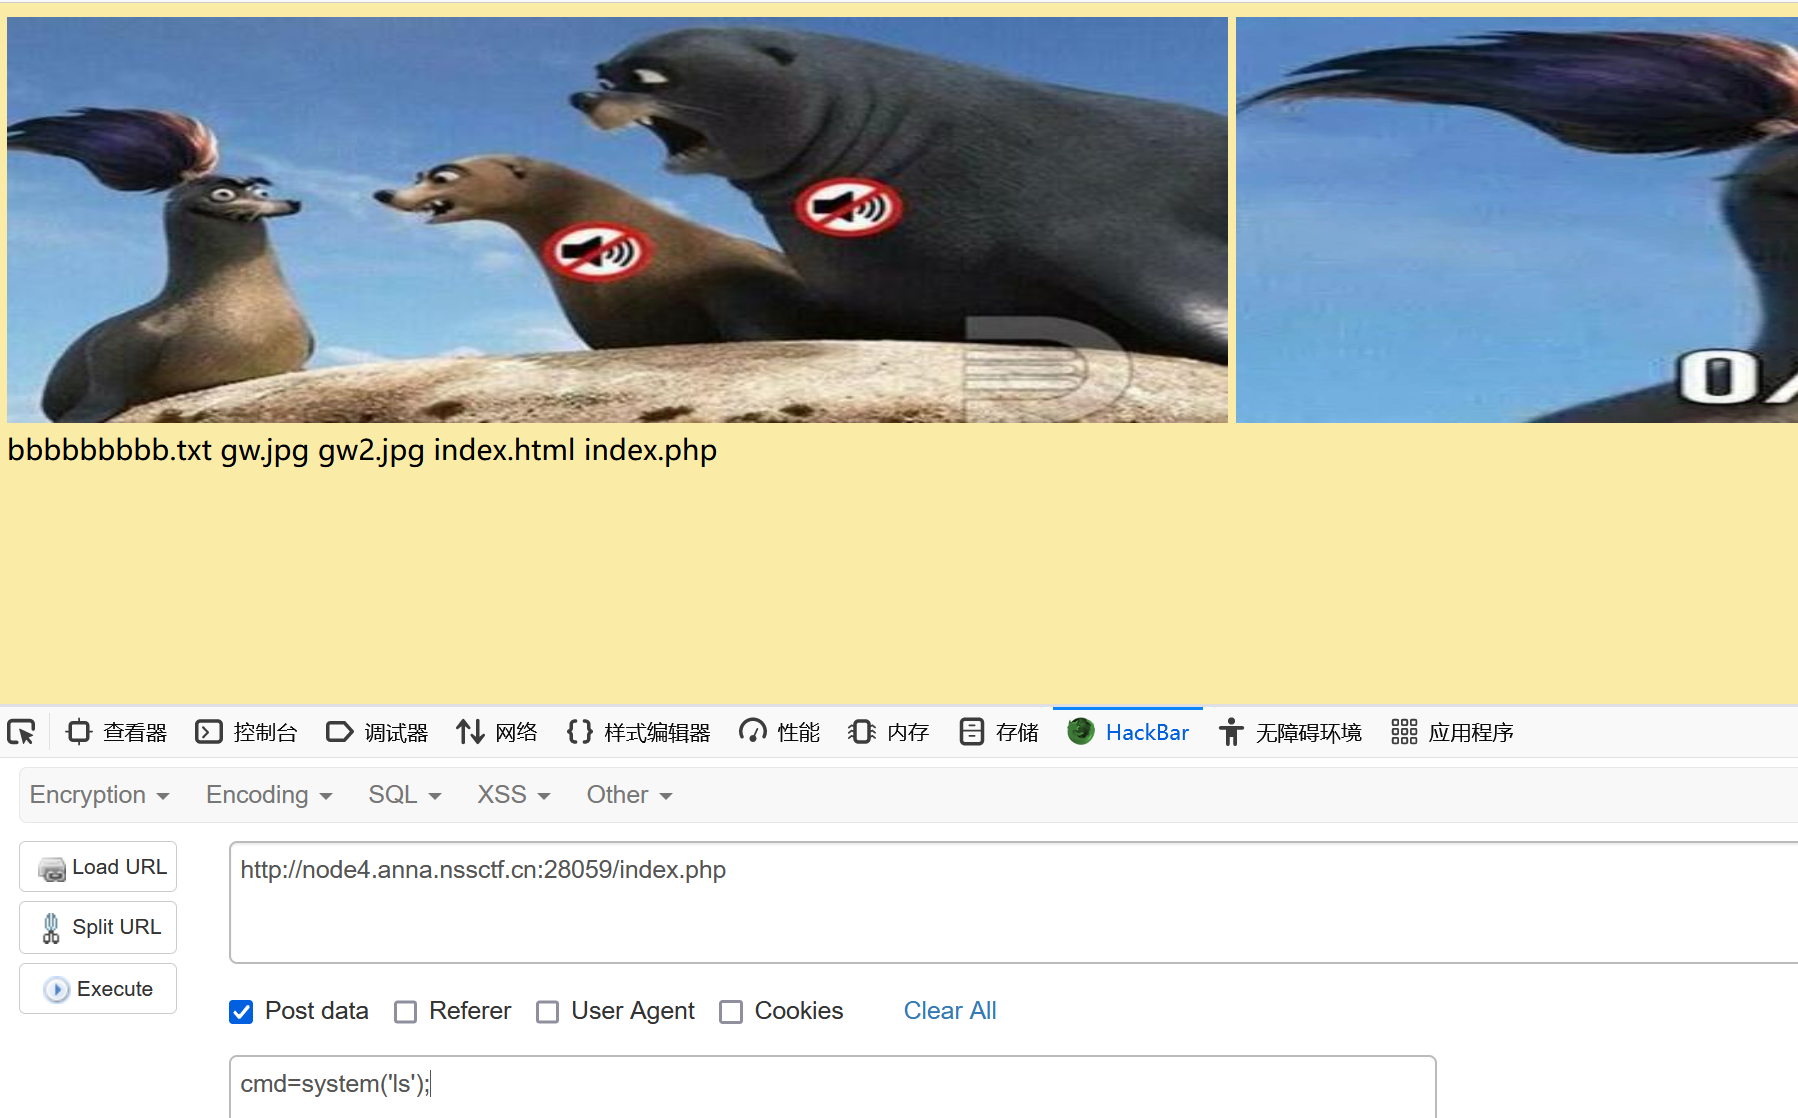 0/
bbbbbbbbb.txt gw.jpg gw2.jpg index.html index.php
查看器 控制台 调试器 网络 样式编辑器 性能 内存 存储 HackBar 无障碍环境 应用程序
Encryption Encoding SQL XSS Other
Load URL
http://node4.anna.nssctf.cn:28059/index.php
Split URL
Execute
Post data Referer User Agent Cookies Clear All
cmd=system('ls');